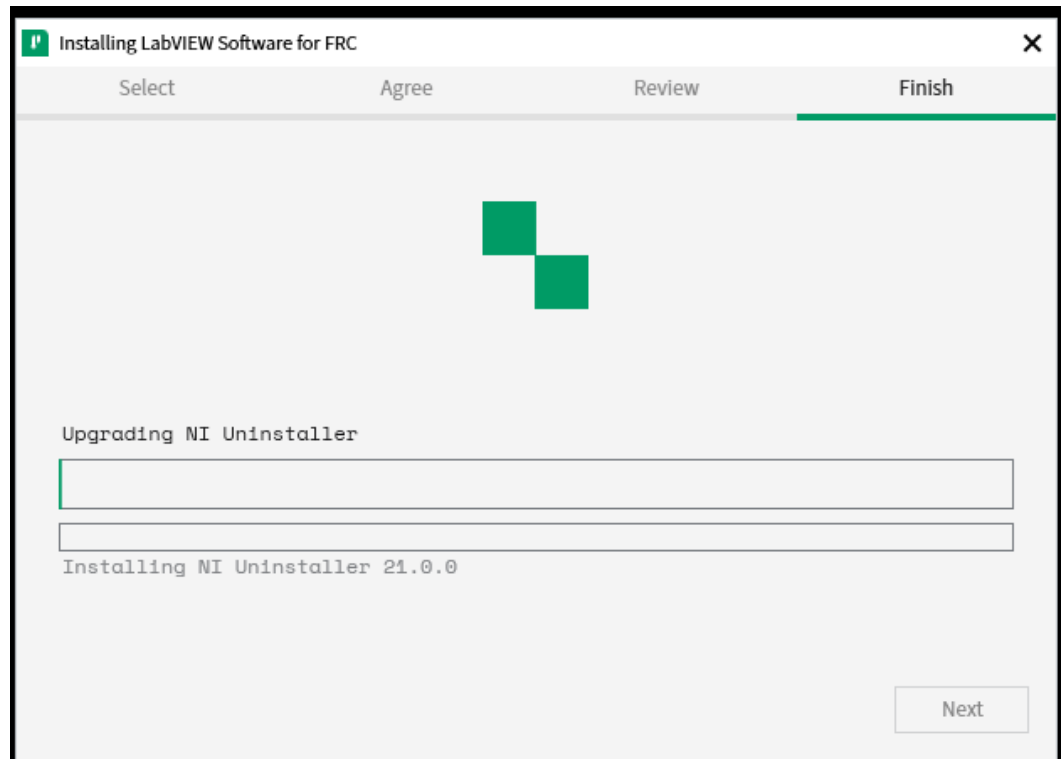 Installing LabVIEW Software for FRC
Select Agree Review Finish
Upgrading NI Uninstaller
Installing NI Uninstaller 21.0.0
Next